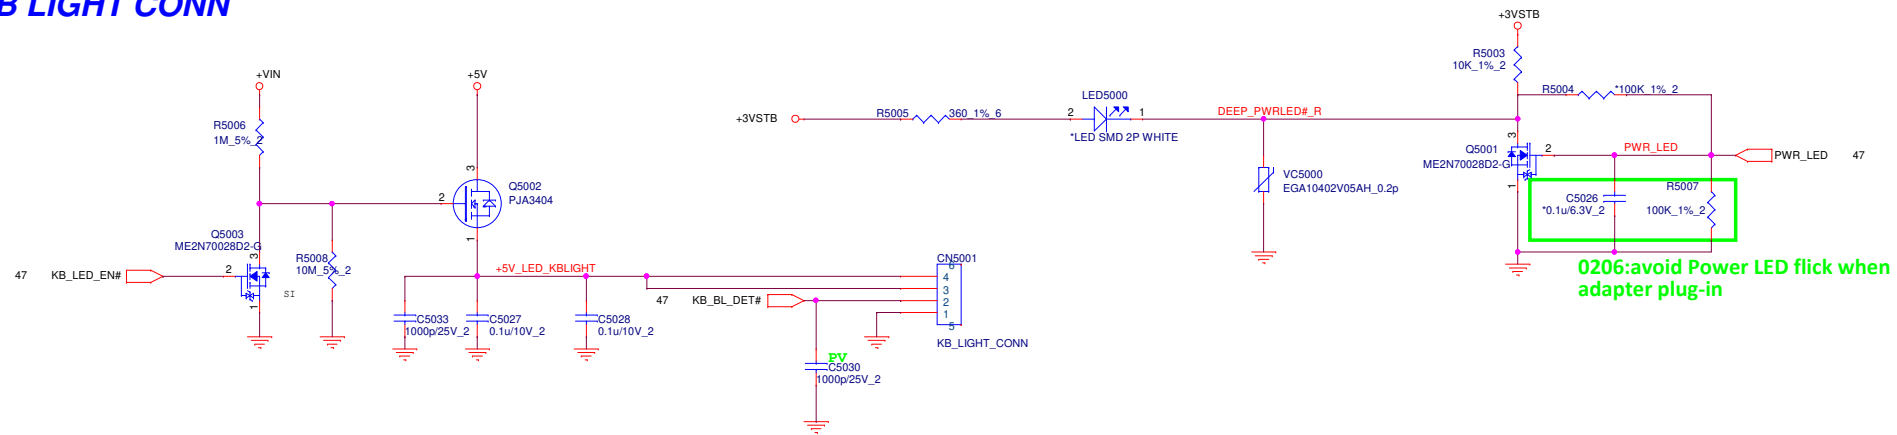 B LIGHT CONN
+VIN
R5006
1M_5%_2
+5V
3
2
Q5002
PJA3404
1
Q5003
ME2N70028D2-G
3
2
1
47
KB_LED_EN#
SI
R5008
10M_5%_2
+5V_LED_KBLIGHT
C5033
1000p/25V_2
C5027
0.1u/10V_2
C5028
0.1u/10V_2
47
KB_BL_DET#
PV
C5030
1000p/25V_2
CN5001
6
4
3
2
1
5
KB_LIGHT_CONN
+3VSTB
R5005
360_1%_6
LED5000
2
1
*LED SMD 2P WHITE
DEEP_PWRLED#_R
VC5000
EGA10402V05AH_0.2p
+3VSTB
R5003
10K_1%_2
R5004
*100K_1%_2
3
Q5001
ME2N70028D2-G
2
1
PWR_LED
PWR_LED
47
C5026
*0.1u/6.3V_2
R5007
100K_1%_2
0206:avoid Power LED flick when
adapter plug-in